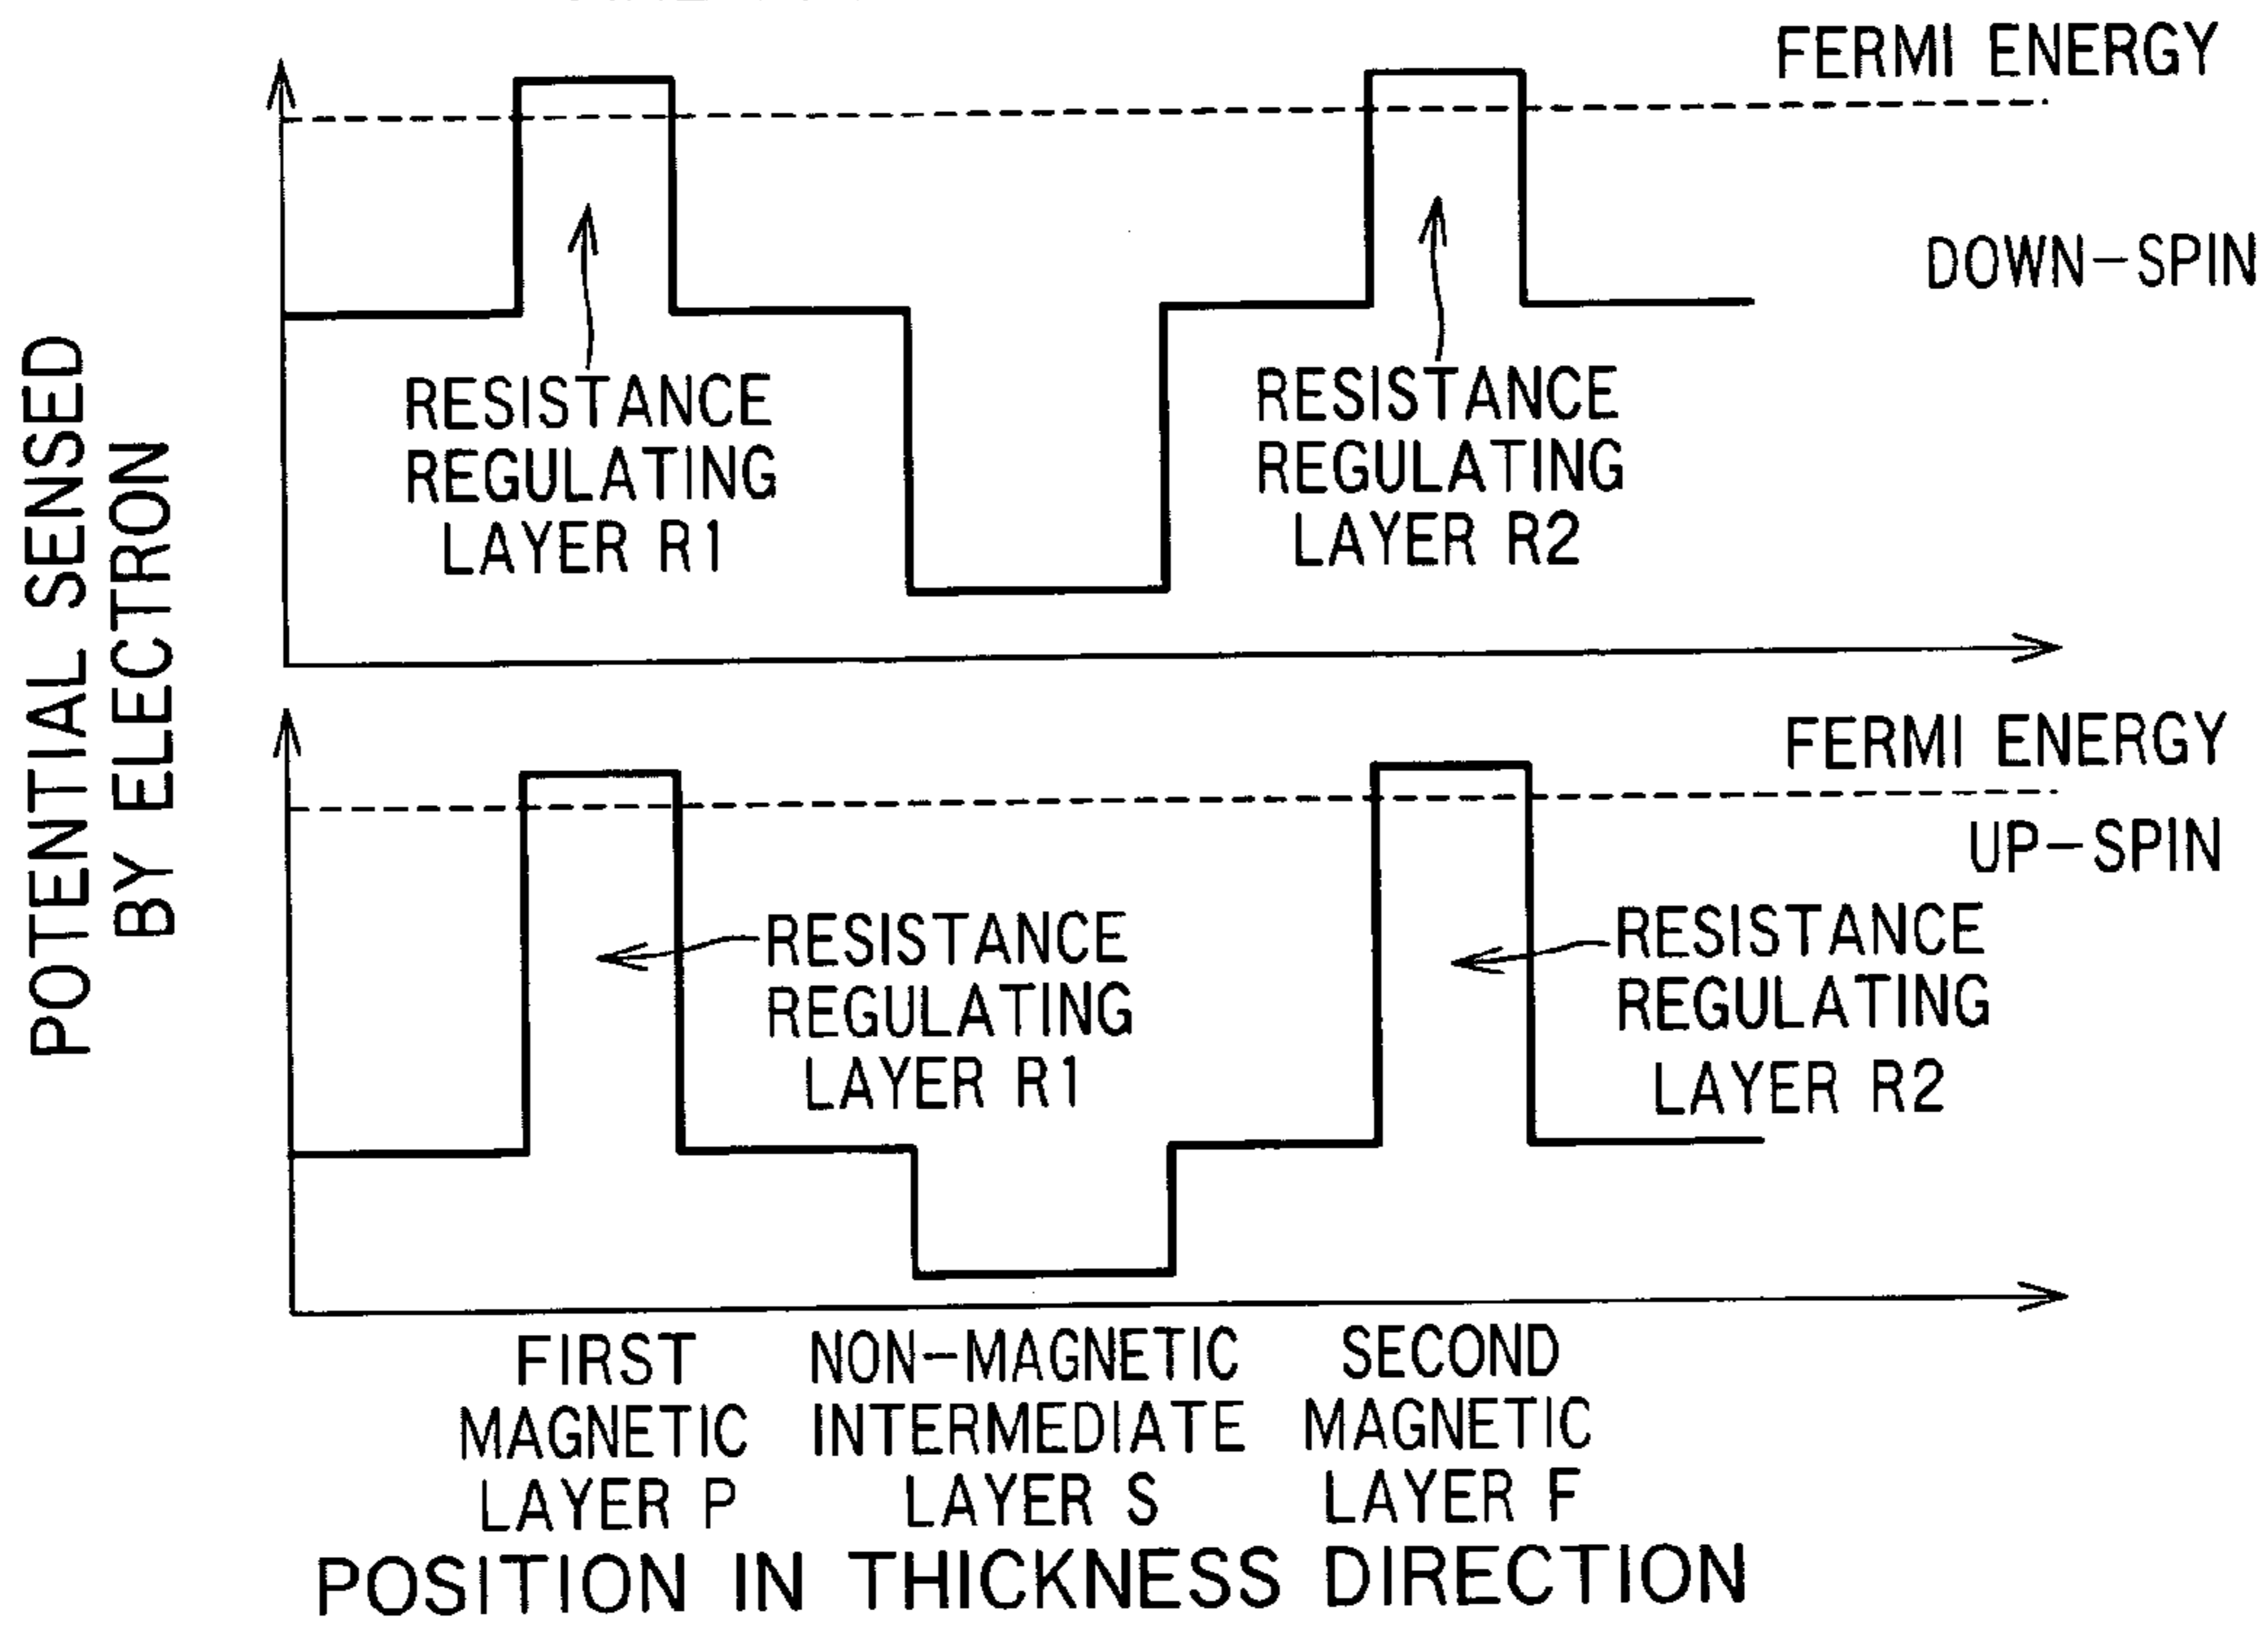 FERMI ENERGY
DOWN-SPIN
RESISTANCE
REGULATING
LAYER R1
RESISTANCE
REGULATING
LAYER R2
POTENTIAL SENSED
BY ELECTRON
FERMI ENERGY
UP-SPIN
RESISTANCE
REGULATING
LAYER R1
RESISTANCE
REGULATING
LAYER R2
FIRST
MAGNETIC
LAYER P
NON-MAGNETIC
INTERMEDIATE
LAYER S
SECOND
MAGNETIC
LAYER F
POSITION IN THICKNESS DIRECTION